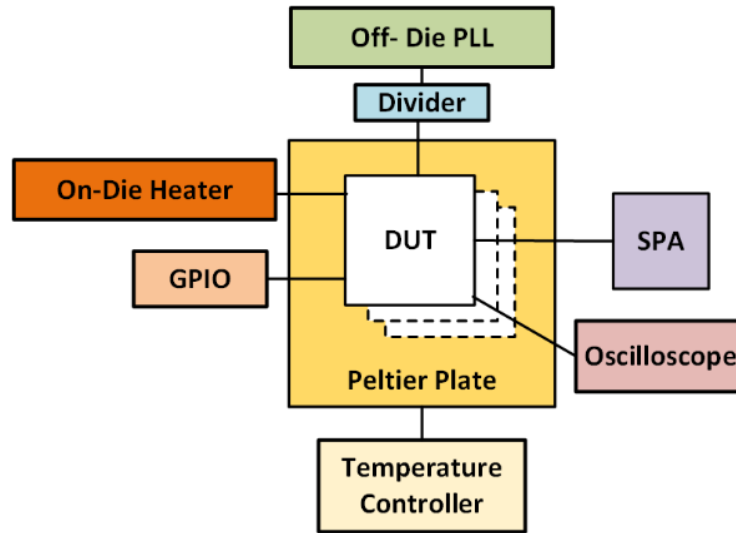 Off- Die PLL
Divider
On-Die Heater
DUT
SPA
GPIO
Oscilloscope
Peltier Plate
Temperature
Controller